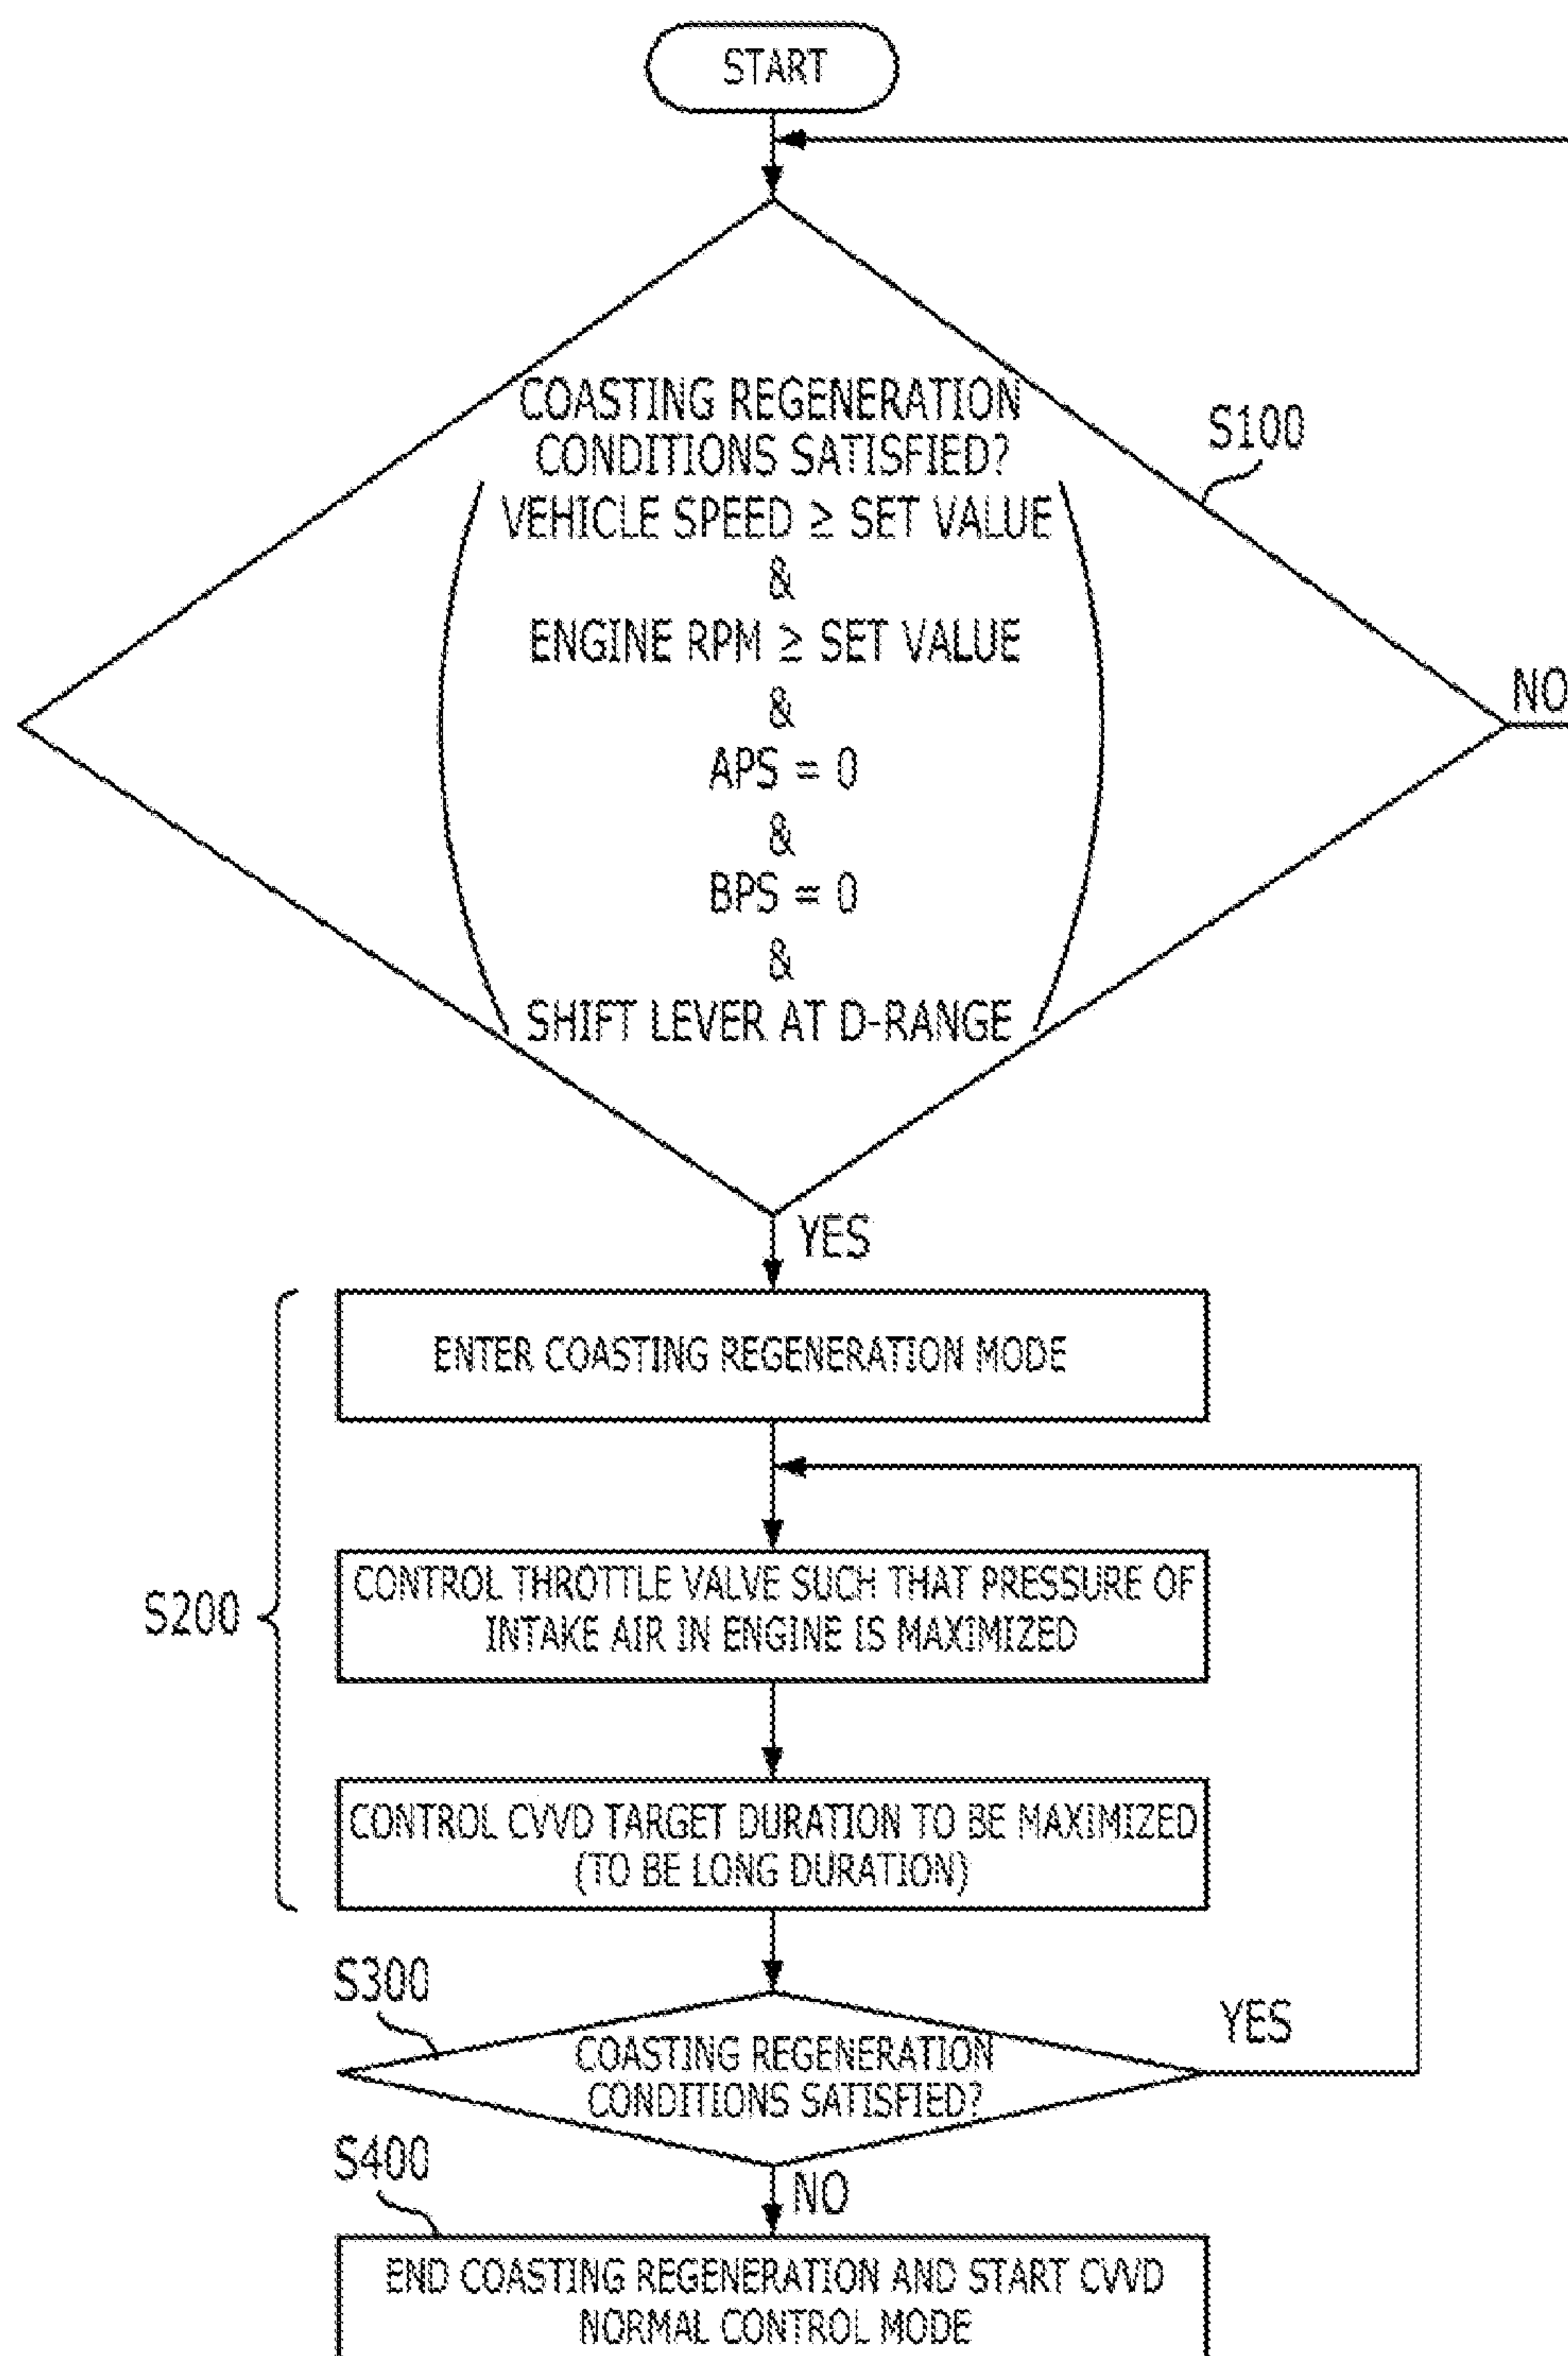 START
COASTING REGENERATION
CONDITIONS SATISFIED?
S100
VEHICLE SPEED ≥ SET VALUE
&
ENGINE RPM ≥ SET VALUE
&
NO
APS = 0
&
BPS = 0
&
SHIFT LEVER AT D-RANGE
YES
ENTER COASTING REGENERATION MODE
S200
CONTROL THROTTLE VALVE SUCH THAT PRESSURE OF
INTAKE AIR IN ENGINE IS MAXIMIZED
CONTROL CVVD TARGET DURATION TO BE MAXIMIZED
(TO BE LONG DURATION)
S300
YES
COASTING REGENERATION
CONDITIONS SATISFIED?
S400
NO
END COASTING REGENERATION AND START CVVD
NORMAL CONTROL MODE